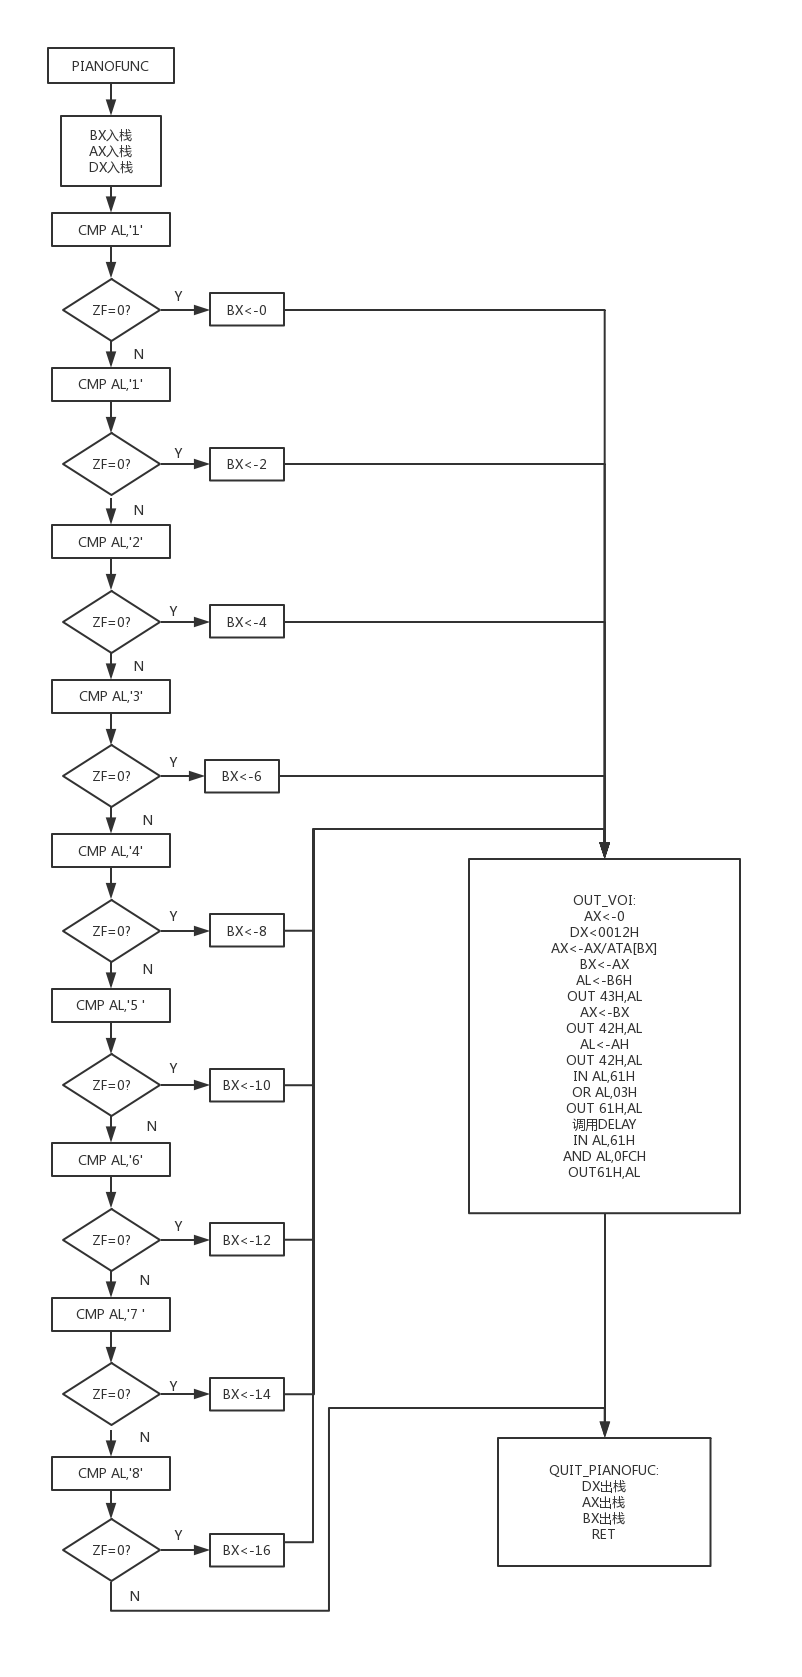 PIANOFUNC
BX入栈
AX入栈
DX入栈
CMP AL,'1'
ZF=0?
Y
BX<-0
N
CMP AL,'1'
ZF=0?
Y
BX<-2
N
CMP AL,'2'
ZF=0?
Y
BX<-4
N
CMP AL,'3'
ZF=0?
Y
BX<-6
N
CMP AL,'4'
ZF=0?
Y
BX<-8
N
CMP AL,'5 '
ZF=0?
Y
BX<-10
N
CMP AL,'6'
ZF=0?
Y
BX<-12
N
CMP AL,'7 '
ZF=0?
Y
BX<-14
N
CMP AL,'8'
ZF=0?
Y
BX<-16
N
OUT_VOI:
AX<-0
DX<0012H
AX<-AX/ATA[BX]
BX<-AX
AL<-B6H
OUT 43H,AL
AX<-BX
OUT 42H,AL
AL<-AH
OUT 42H,AL
IN AL,61H
OR AL,03H
OUT 61H,AL
调用DELAY
IN AL,61H
AND AL,0FCH
OUT61H,AL
QUIT_PIANOFUC:
DX出栈
AX出栈
BX出栈
RET